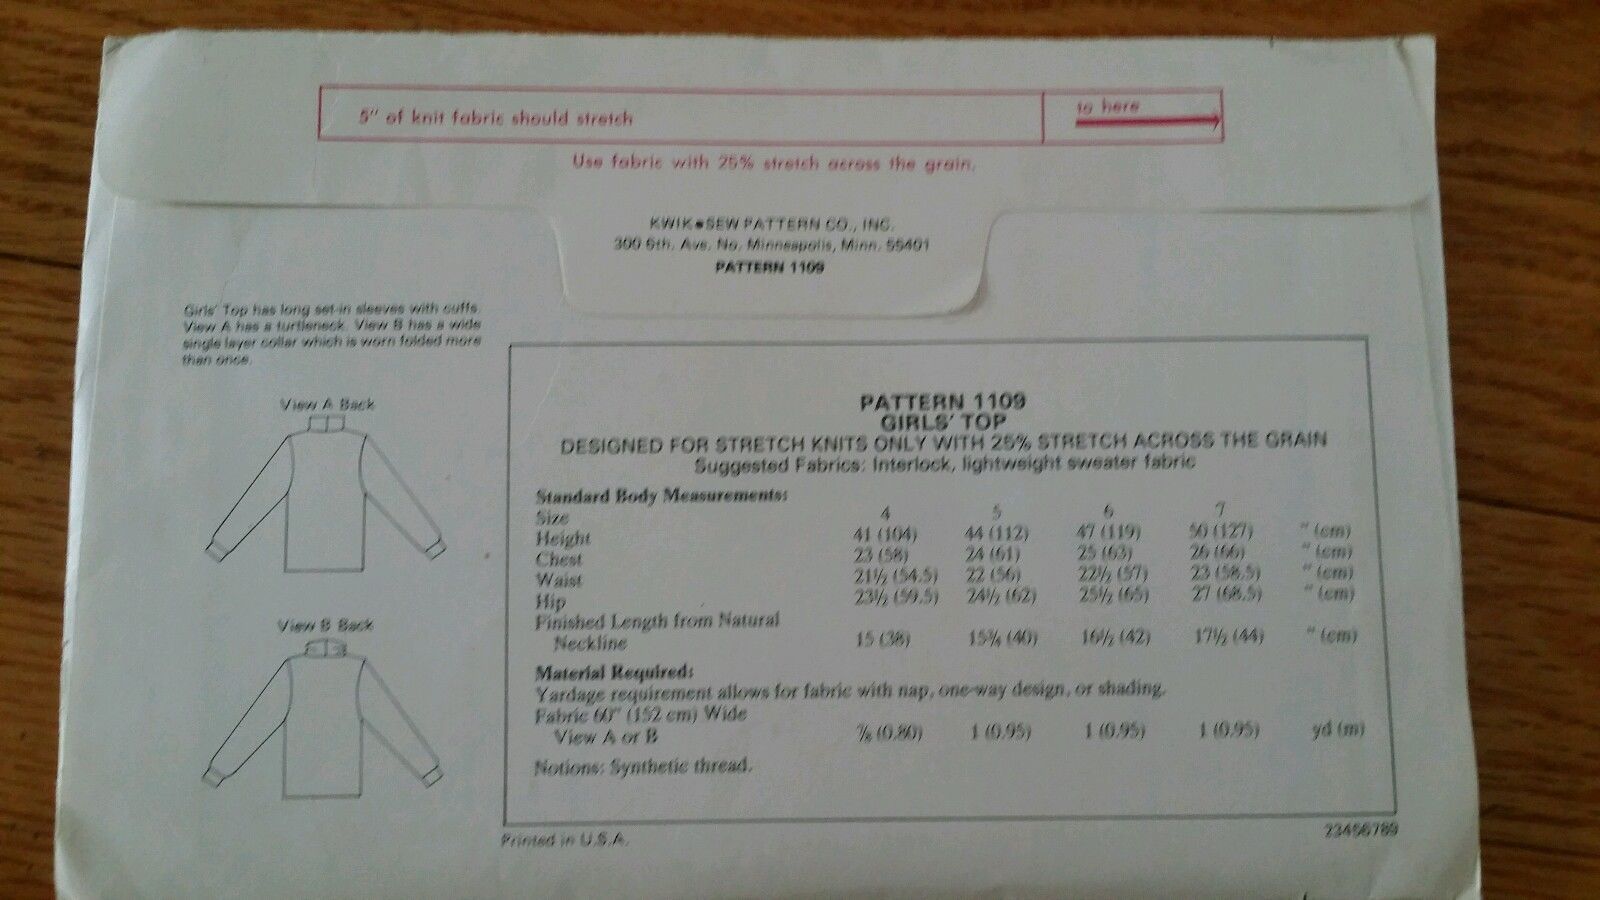 5" of knit fabric should stretch
to here
Use fabric with 25% stretch across the grain.
KWIK●SEW PATTERN CO., INC.
300 6th. Ave. No. Minneapolis, Minn. 55401
PATTERN 1109
Girls' Top has long set-in sleeves with cuffs.
View A has a turtleneck. View B has a wide
single layer collar which is worn folded more
than once.
View A Back
View B Back
PATTERN 1109
GIRLS' TOP
DESIGNED FOR STRETCH KNITS ONLY WITH 25% STRETCH ACROSS THE GRAIN
Suggested Fabrics: Interlock, lightweight sweater fabric
Standard Body Measurements:
Size 4 5 6 7
Height 41 (104) 44 (112) 47 (119) 50 (127) " (cm)
Chest 23 (58) 24 (61) 25 (63) 26 (66) " (cm)
Waist 21½ (54.5) 22 (56) 22½ (57) 23 (58.5) " (cm)
Hip 23½ (59.5) 24½ (62) 25½ (65) 27 (68.5) " (cm)
Finished Length from Natural
Neckline 15 (38) 15¾ (40) 16½ (42) 17½ (44) " (cm)
Material Required:
Yardage requirement allows for fabric with nap, one-way design, or shading.
Fabric 60" (152 cm) Wide
View A or B ⅞ (0.80) 1 (0.95) 1 (0.95) 1 (0.95) yd (m)
Notions: Synthetic thread.
Printed in U.S.A.
23456789